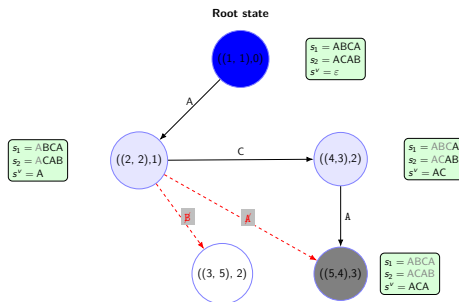 Root state
((1, 1),0)
s₁ = ABCA
s₂ = ACAB
sᵛ = ε
A
s₁ = ABCA
s₂ = ACAB
sᵛ = A
((2, 2),1)
C
((4,3),2)
s₁ = ABCA
s₂ = ACAB
sᵛ = AC
B
A
A
((3, 5), 2)
((5,4),3)
s₁ = ABCA
s₂ = ACAB
sᵛ = ACA